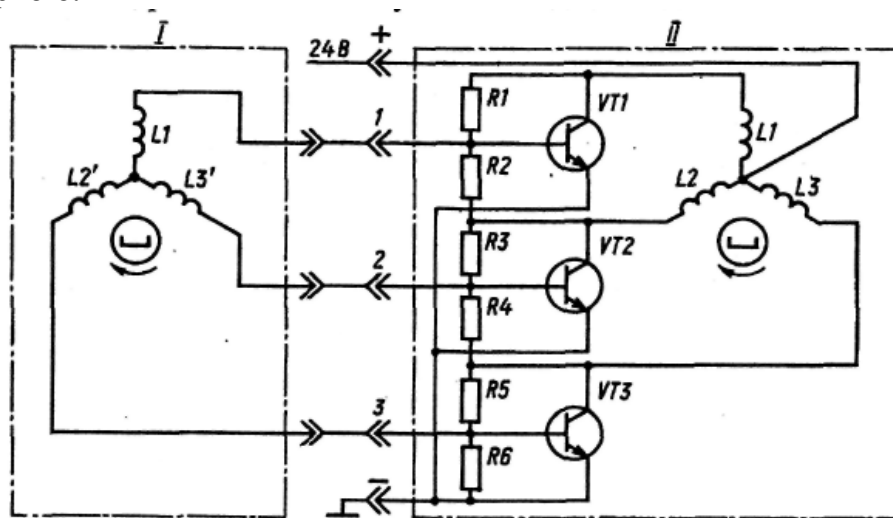 I
II
24В
+
R1
VT1
1
L1
L1
R2
L2'
L3'
L2
L3
R3
VT2
2
R4
R5
VT3
3
R6
−